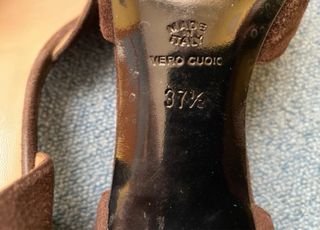 MADE
IN
ITALY
VERO CUOIO
37½